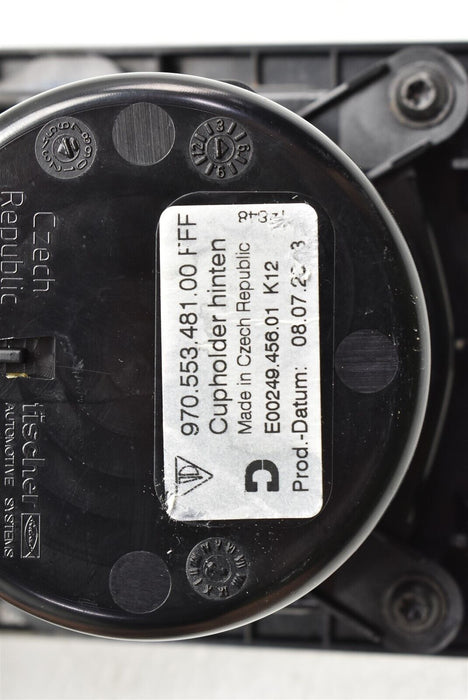 970.553.481.00 FFF
Cupholder hinten
Made in Czech Republic
E00249.456.01 K12
Prod.-Datum: 08.07.2
Czech
Republic
fischer
AUTOMOTIVE SYSTEMS